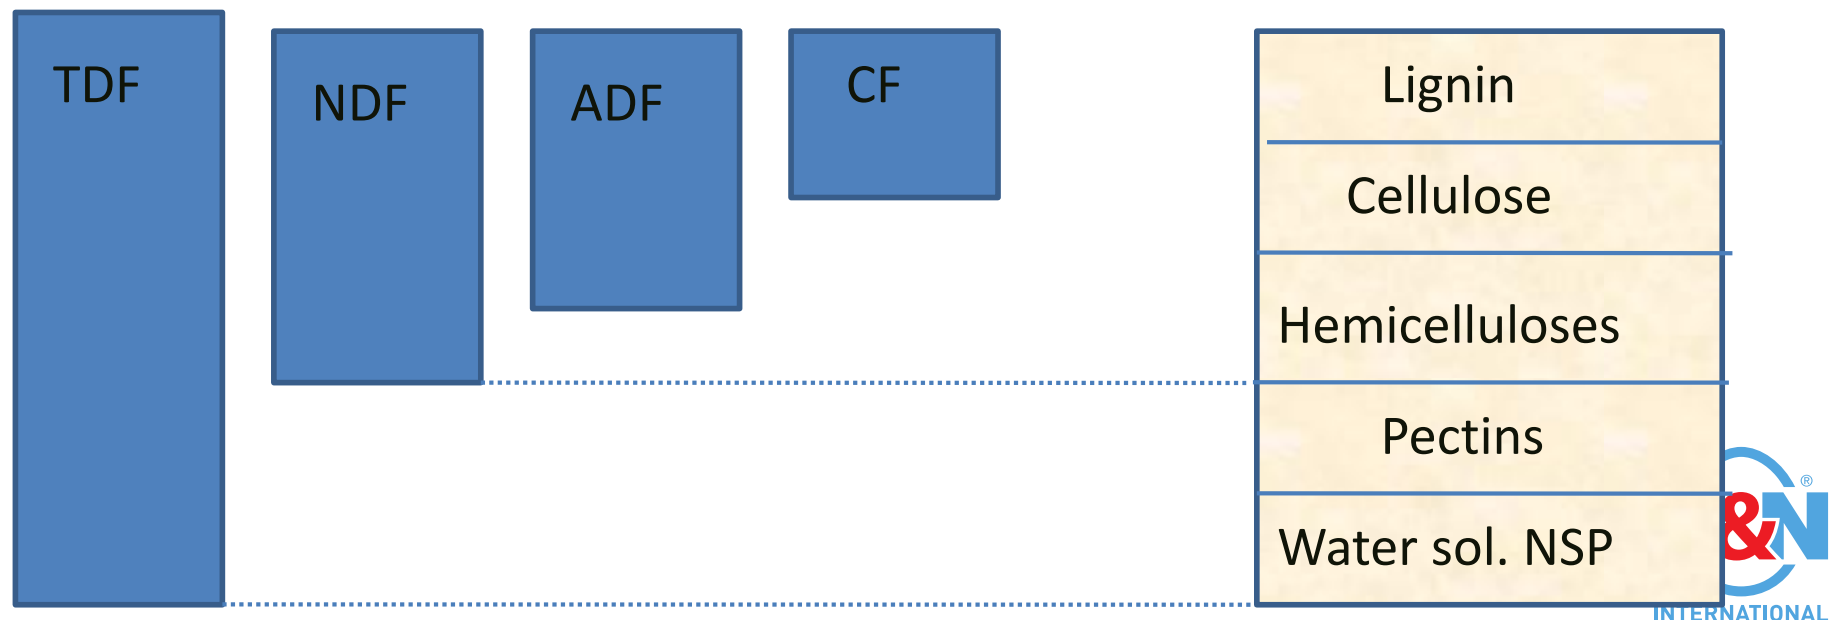 TDF
NDF
ADF
CF
Lignin
Cellulose
Hemicelluloses
Pectins
Water sol. NSP
&N
®
INTERNATIONAL